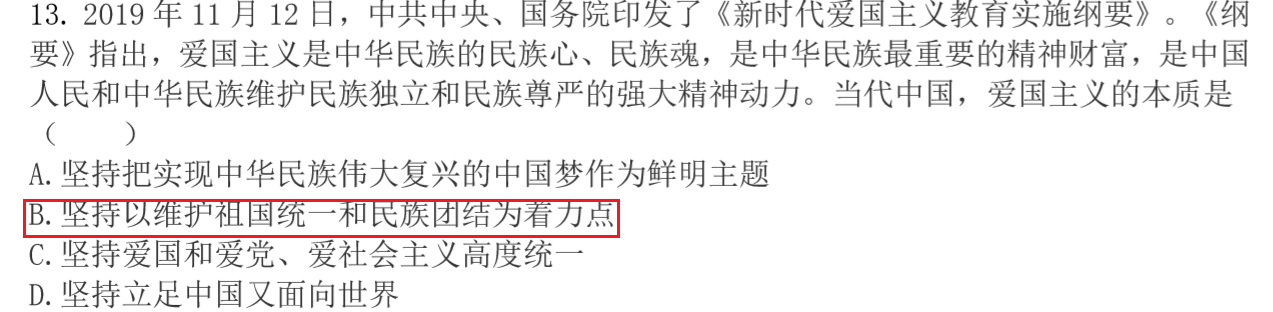 13. 2019 年 11 月 12 日，中共中央、国务院印发了《新时代爱国主义教育实施纲要》。《纲
要》指出，爱国主义是中华民族的民族心、民族魂，是中华民族最重要的精神财富，是中国
人民和中华民族维护民族独立和民族尊严的强大精神动力。当代中国，爱国主义的本质是
（　　）
A. 坚持把实现中华民族伟大复兴的中国梦作为鲜明主题
B. 坚持以维护祖国统一和民族团结为着力点
C. 坚持爱国和爱党、爱社会主义高度统一
D. 坚持立足中国又面向世界